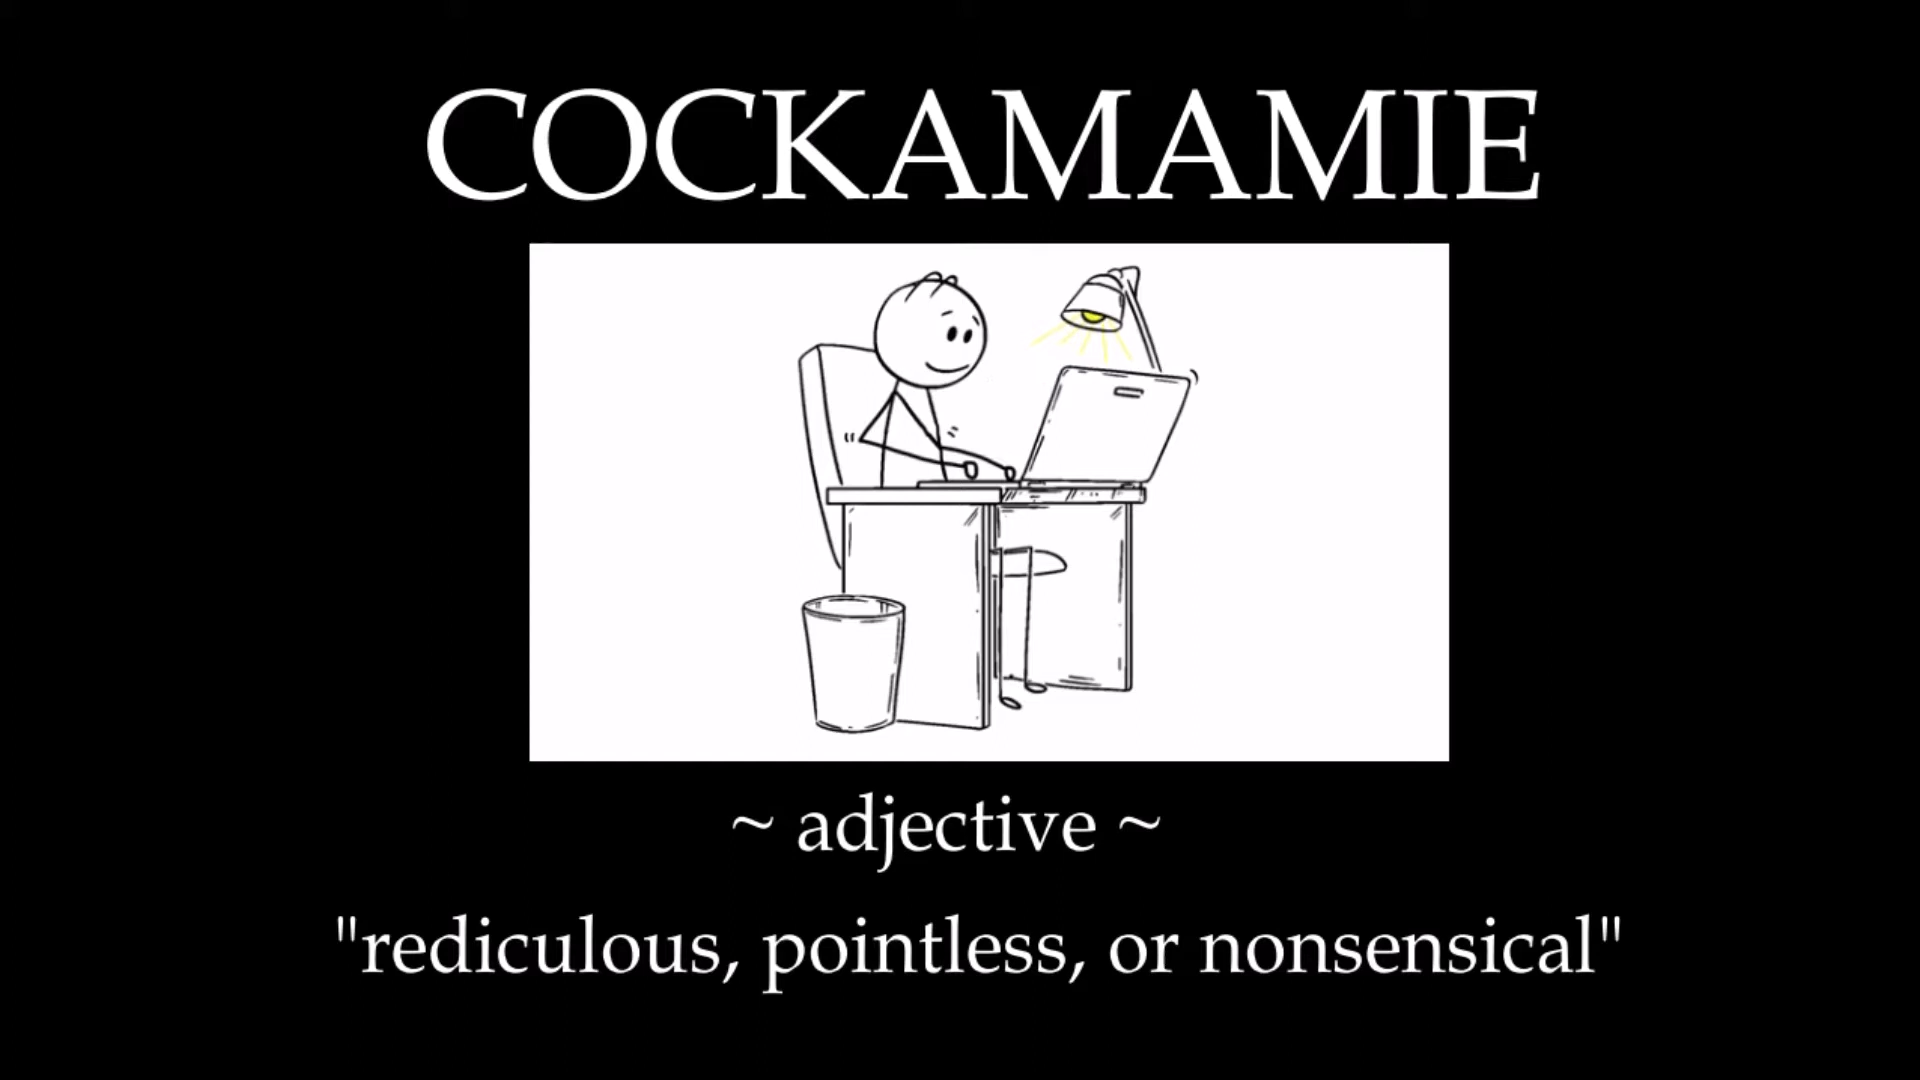 COCKAMAMIE
~ adjective ~
"rediculous, pointless, or nonsensical"